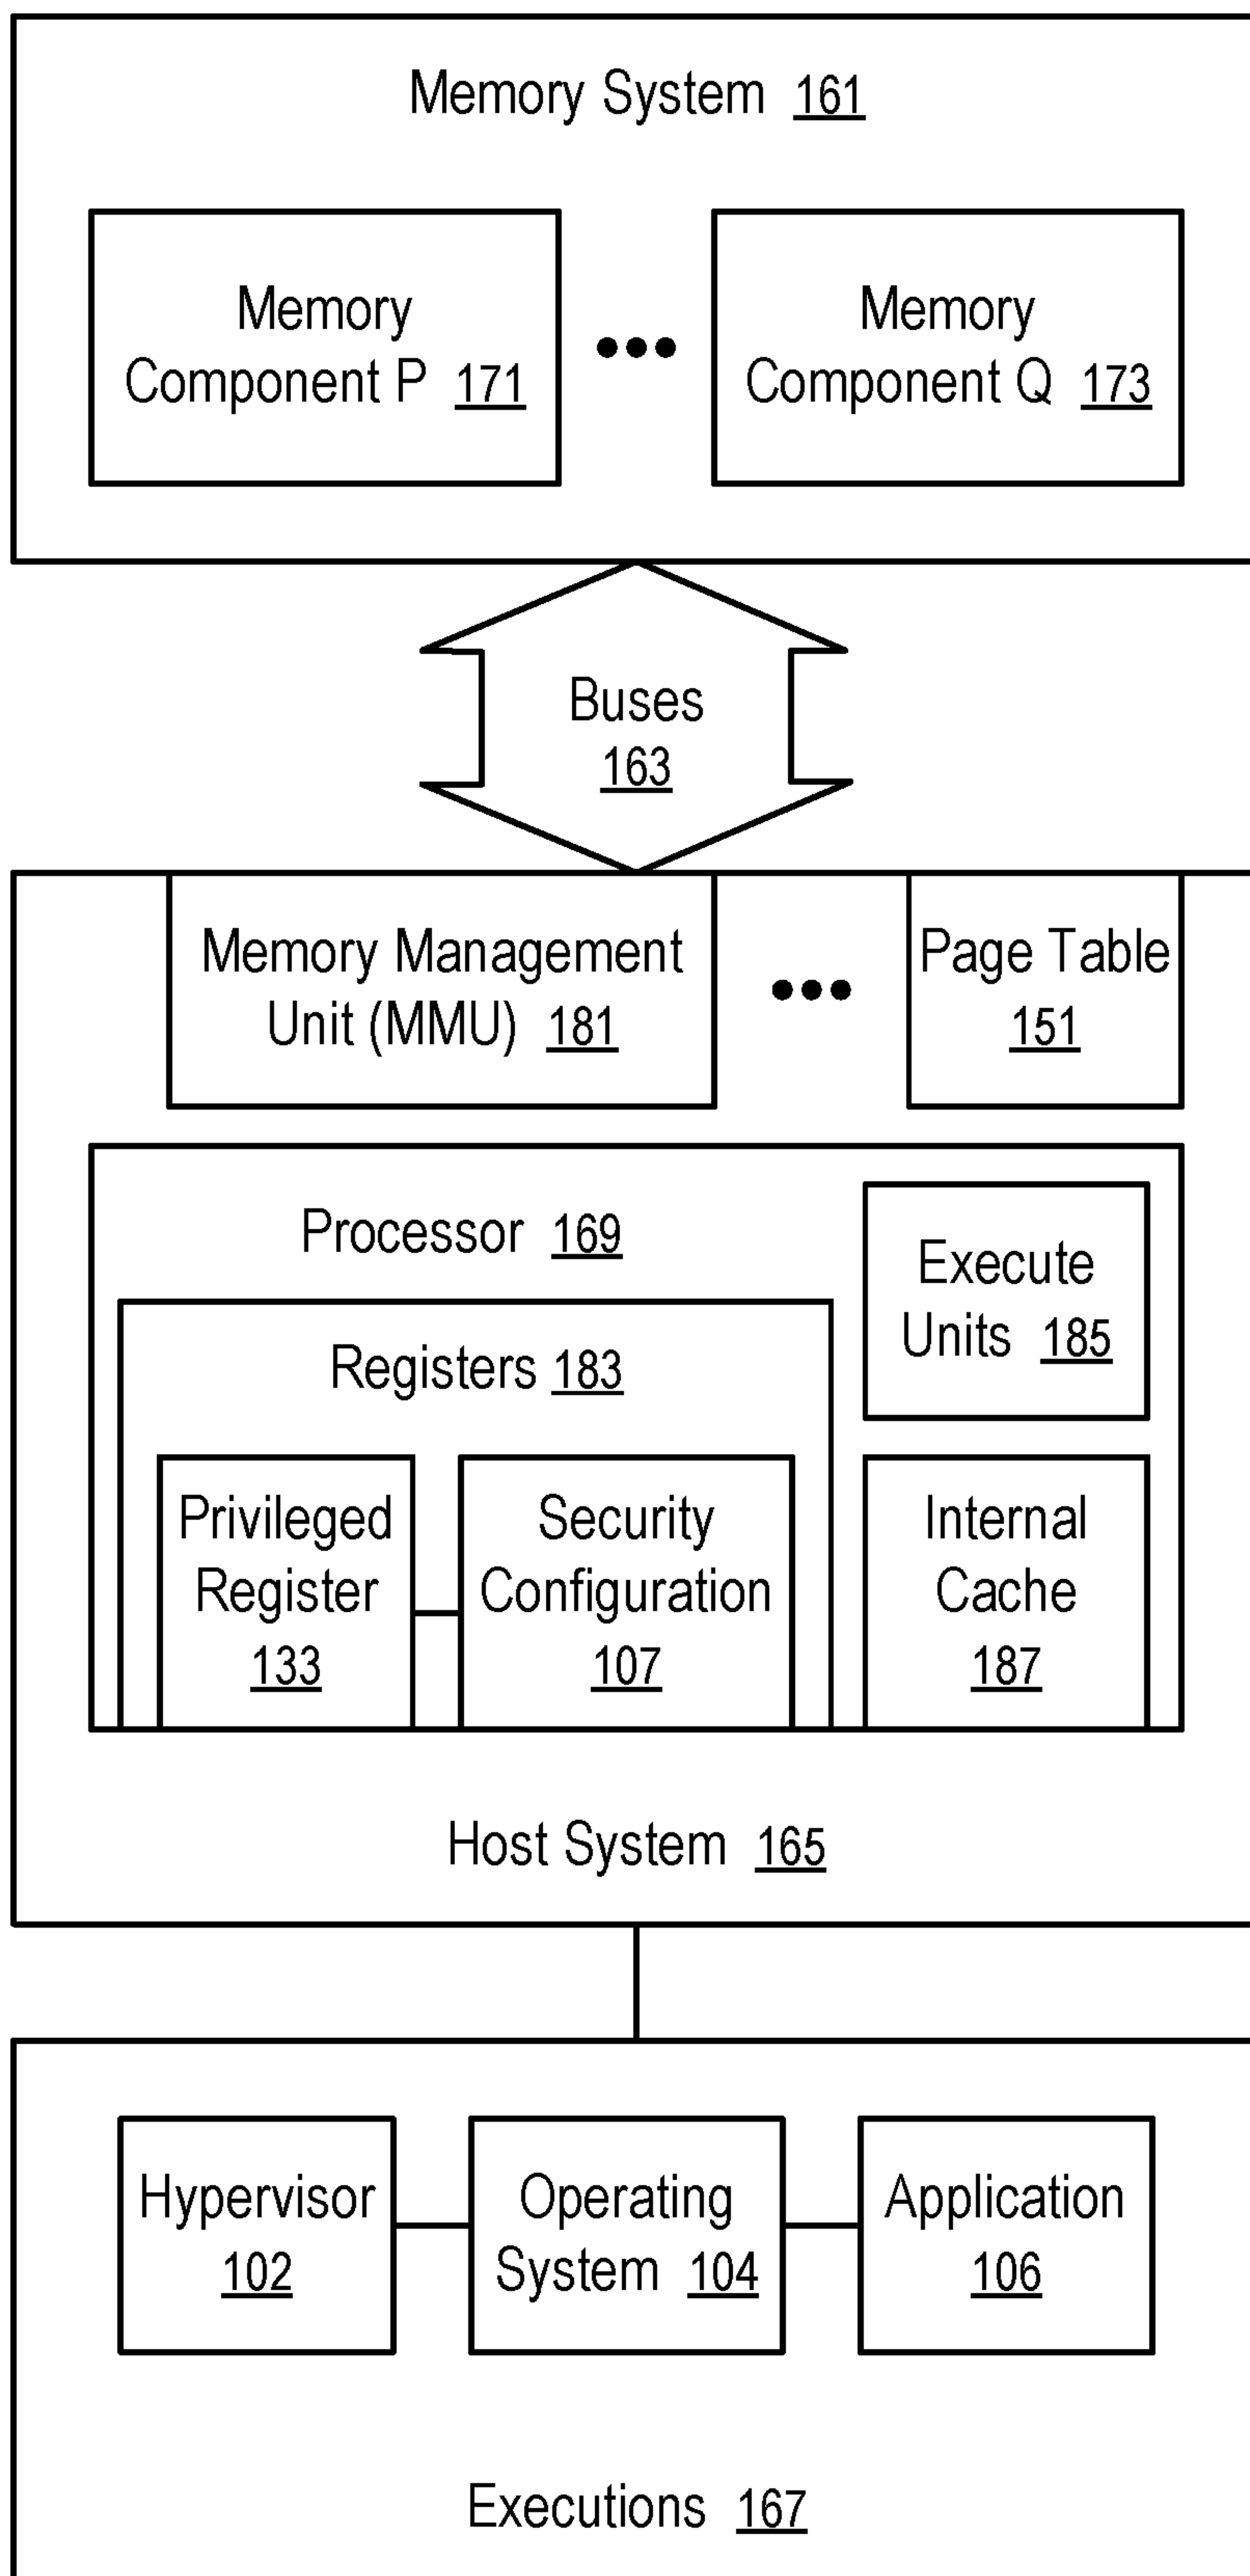 Memory System 161
Memory
Component P 171
Memory
Component Q 173
Buses
163
Memory Management
Unit (MMU) 181
Page Table
151
Processor 169
Execute
Units 185
Registers 183
Privileged
Register
133
Security
Configuration
107
Internal
Cache
187
Host System 165
Hypervisor
102
Operating
System 104
Application
106
Executions 167